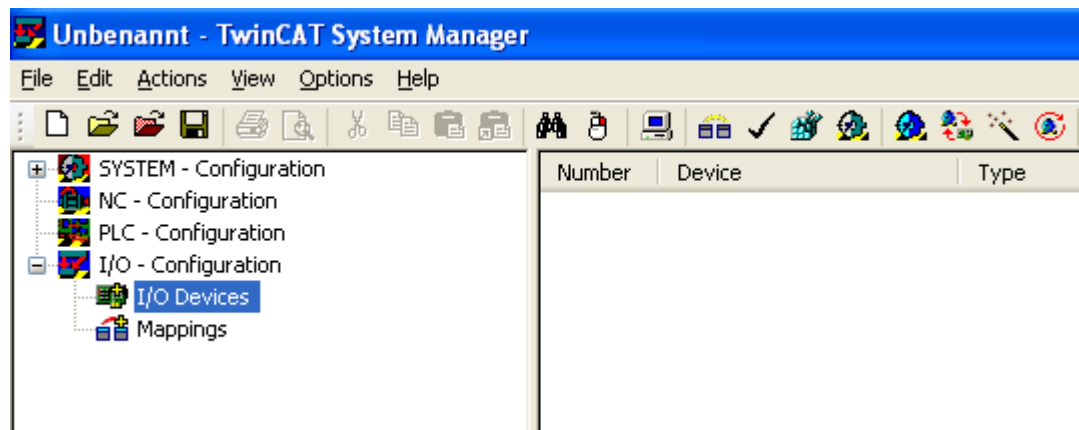 Unbenannt - TwinCAT System Manager
File Edit Actions View Options Help
SYSTEM - Configuration
NC - Configuration
PLC - Configuration
I/O - Configuration
I/O Devices
Mappings
Number Device Type